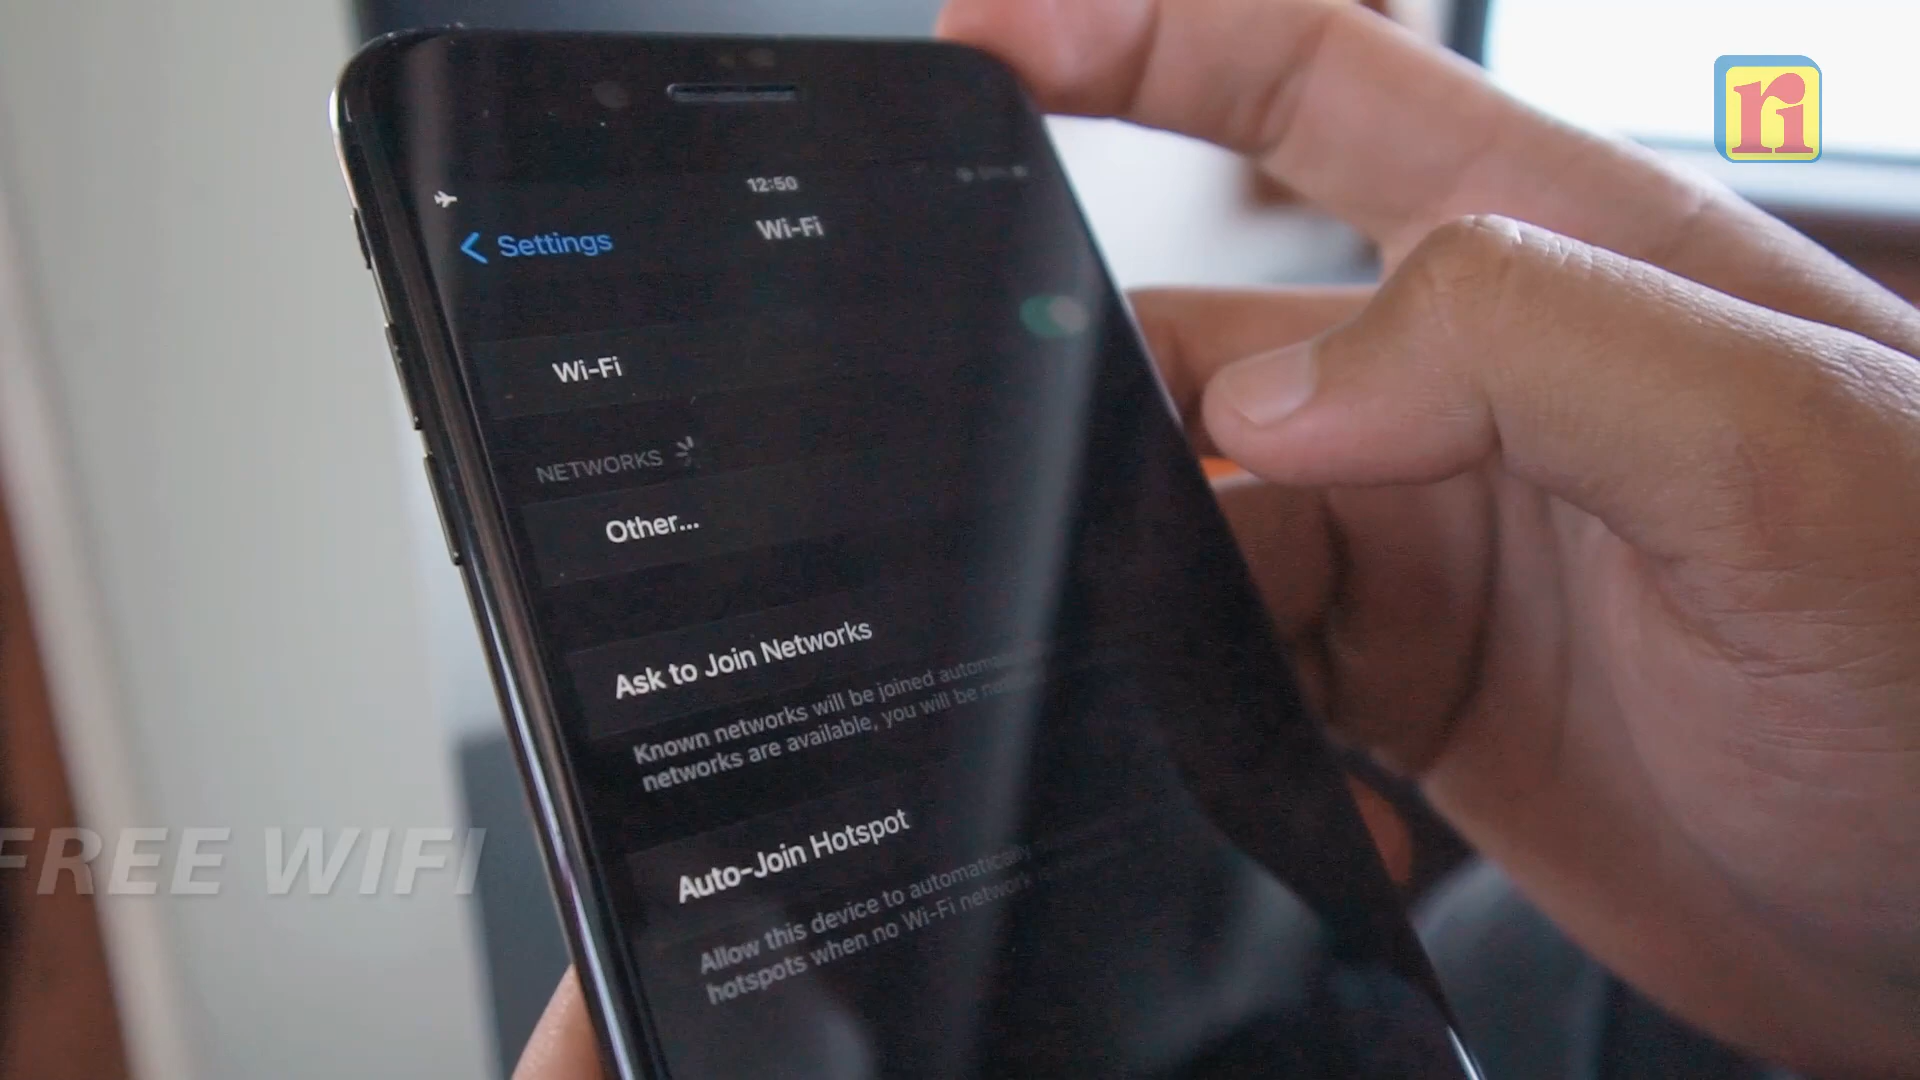 ri
12:50
Settings
Wi-Fi
Wi-Fi
NETWORKS
Other...
Ask to Join Networks
Known networks will be joined
networks are available, you will be
Auto-Join Hotspot
Allow this device to automatically
hotspots when no Wi-Fi network is
FREE WIFI